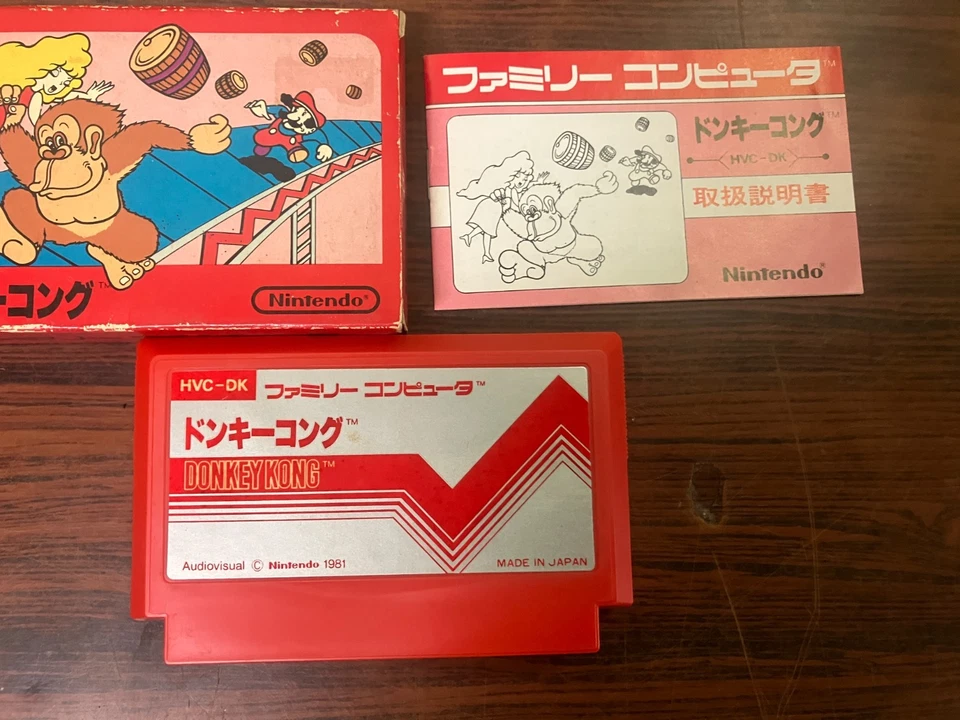 ーコング™
Nintendo®
ファミリー コンピュータ™
ドンキーコング™
HVC-DK
取扱説明書
Nintendo®
HVC-DK ファミリー コンピュータ™
ドンキーコング™
DONKEY KONG™
Audiovisual © Nintendo 1981
MADE IN JAPAN